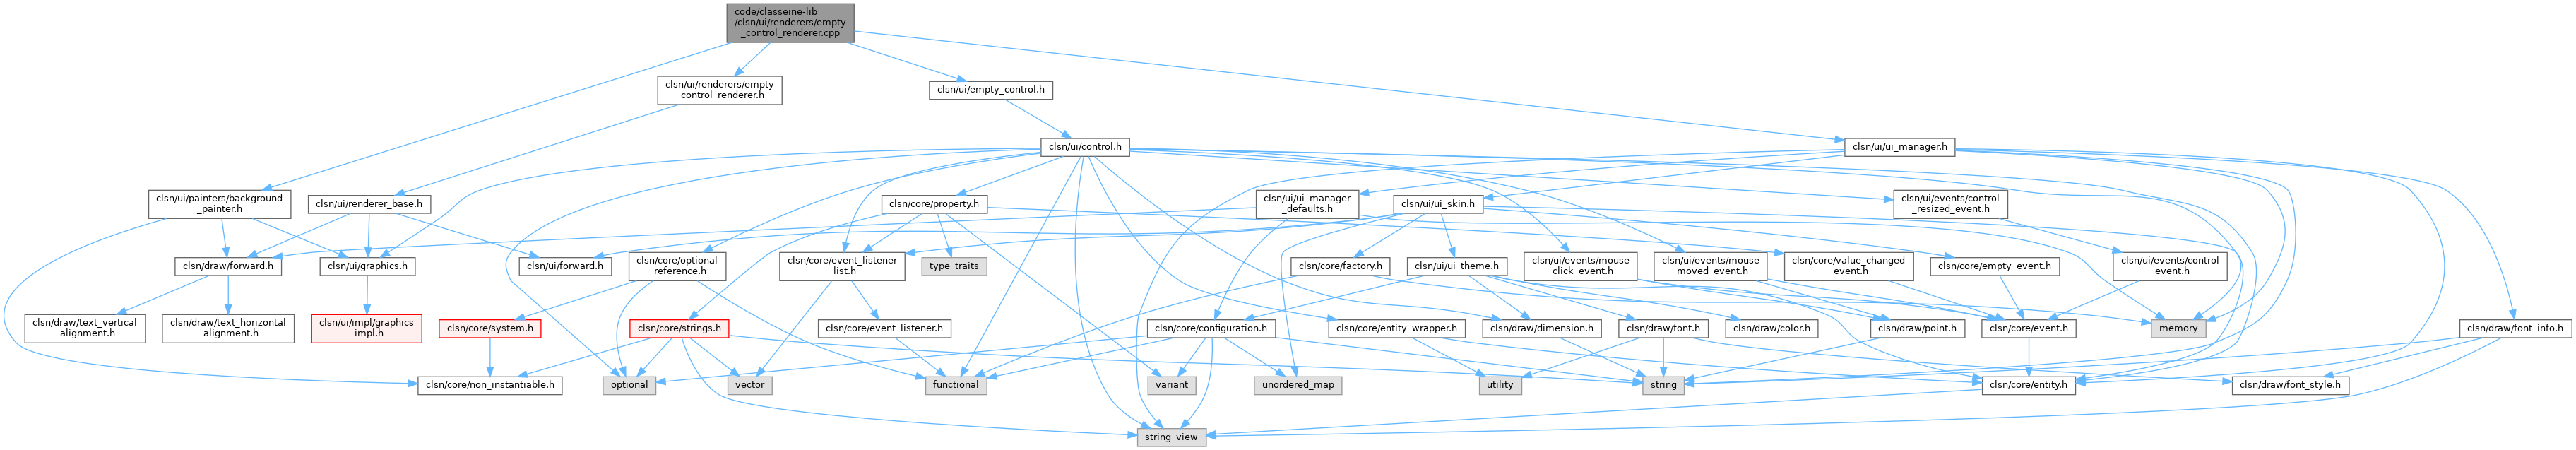 code/classeine-lib
/clsn/ui/renderers/empty
_control_renderer.cpp
clsn/ui/renderers/empty
_control_renderer.h
clsn/ui/empty_control.h
clsn/ui/control.h
clsn/ui/ui_manager.h
clsn/ui/painters/background
_painter.h
clsn/ui/renderer_base.h
clsn/core/property.h
clsn/ui/ui_manager
_defaults.h
clsn/ui/ui_skin.h
clsn/ui/events/control
_resized_event.h
clsn/draw/forward.h
clsn/ui/graphics.h
clsn/ui/forward.h
clsn/core/optional
_reference.h
clsn/core/event_listener
_list.h
type_traits
clsn/core/factory.h
clsn/ui/ui_theme.h
clsn/ui/events/mouse
_click_event.h
clsn/ui/events/mouse
_moved_event.h
clsn/core/value_changed
_event.h
clsn/core/empty_event.h
clsn/ui/events/control
_event.h
clsn/draw/text_vertical
_alignment.h
clsn/draw/text_horizontal
_alignment.h
clsn/ui/impl/graphics
_impl.h
clsn/core/system.h
clsn/core/strings.h
clsn/core/event_listener.h
clsn/core/configuration.h
clsn/core/entity_wrapper.h
clsn/draw/dimension.h
clsn/draw/font.h
clsn/draw/color.h
clsn/draw/point.h
clsn/core/event.h
memory
clsn/draw/font_info.h
clsn/core/non_instantiable.h
optional
vector
functional
variant
unordered_map
utility
string
clsn/core/entity.h
clsn/draw/font_style.h
string_view